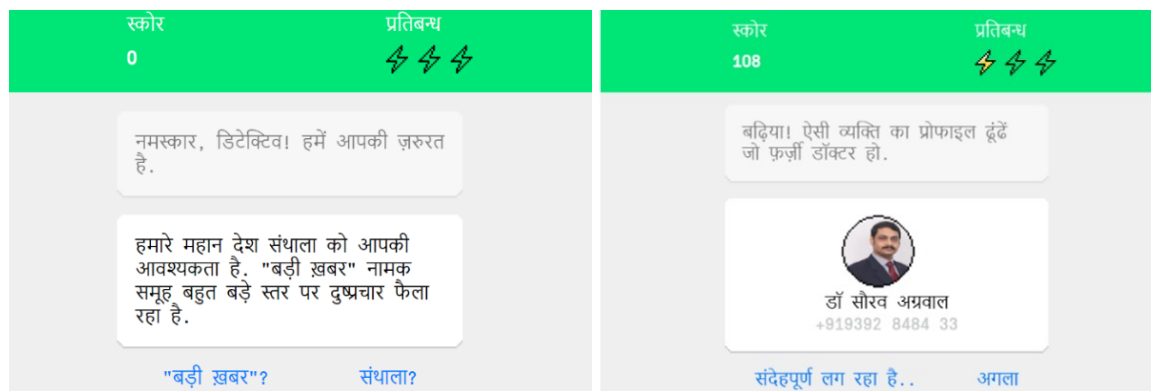 स्कोर
प्रतिबन्ध
0
नमस्कार, डिटेक्टिव! हमें आपकी ज़रुरत
है.
हमारे महान देश संथाला को आपकी
आवश्यकता है. "बड़ी ख़बर" नामक
समूह बहुत बड़े स्तर पर दुष्प्रचार फैला
रहा है.
"बड़ी ख़बर"?
संथाला?
स्कोर
प्रतिबन्ध
108
बढ़िया! ऐसी व्यक्ति का प्रोफाइल ढूंढें
जो फ़र्ज़ी डॉक्टर हो.
डॉ सौरव अग्रवाल
+919392 8484 33
संदेहपूर्ण लग रहा है..
अगला